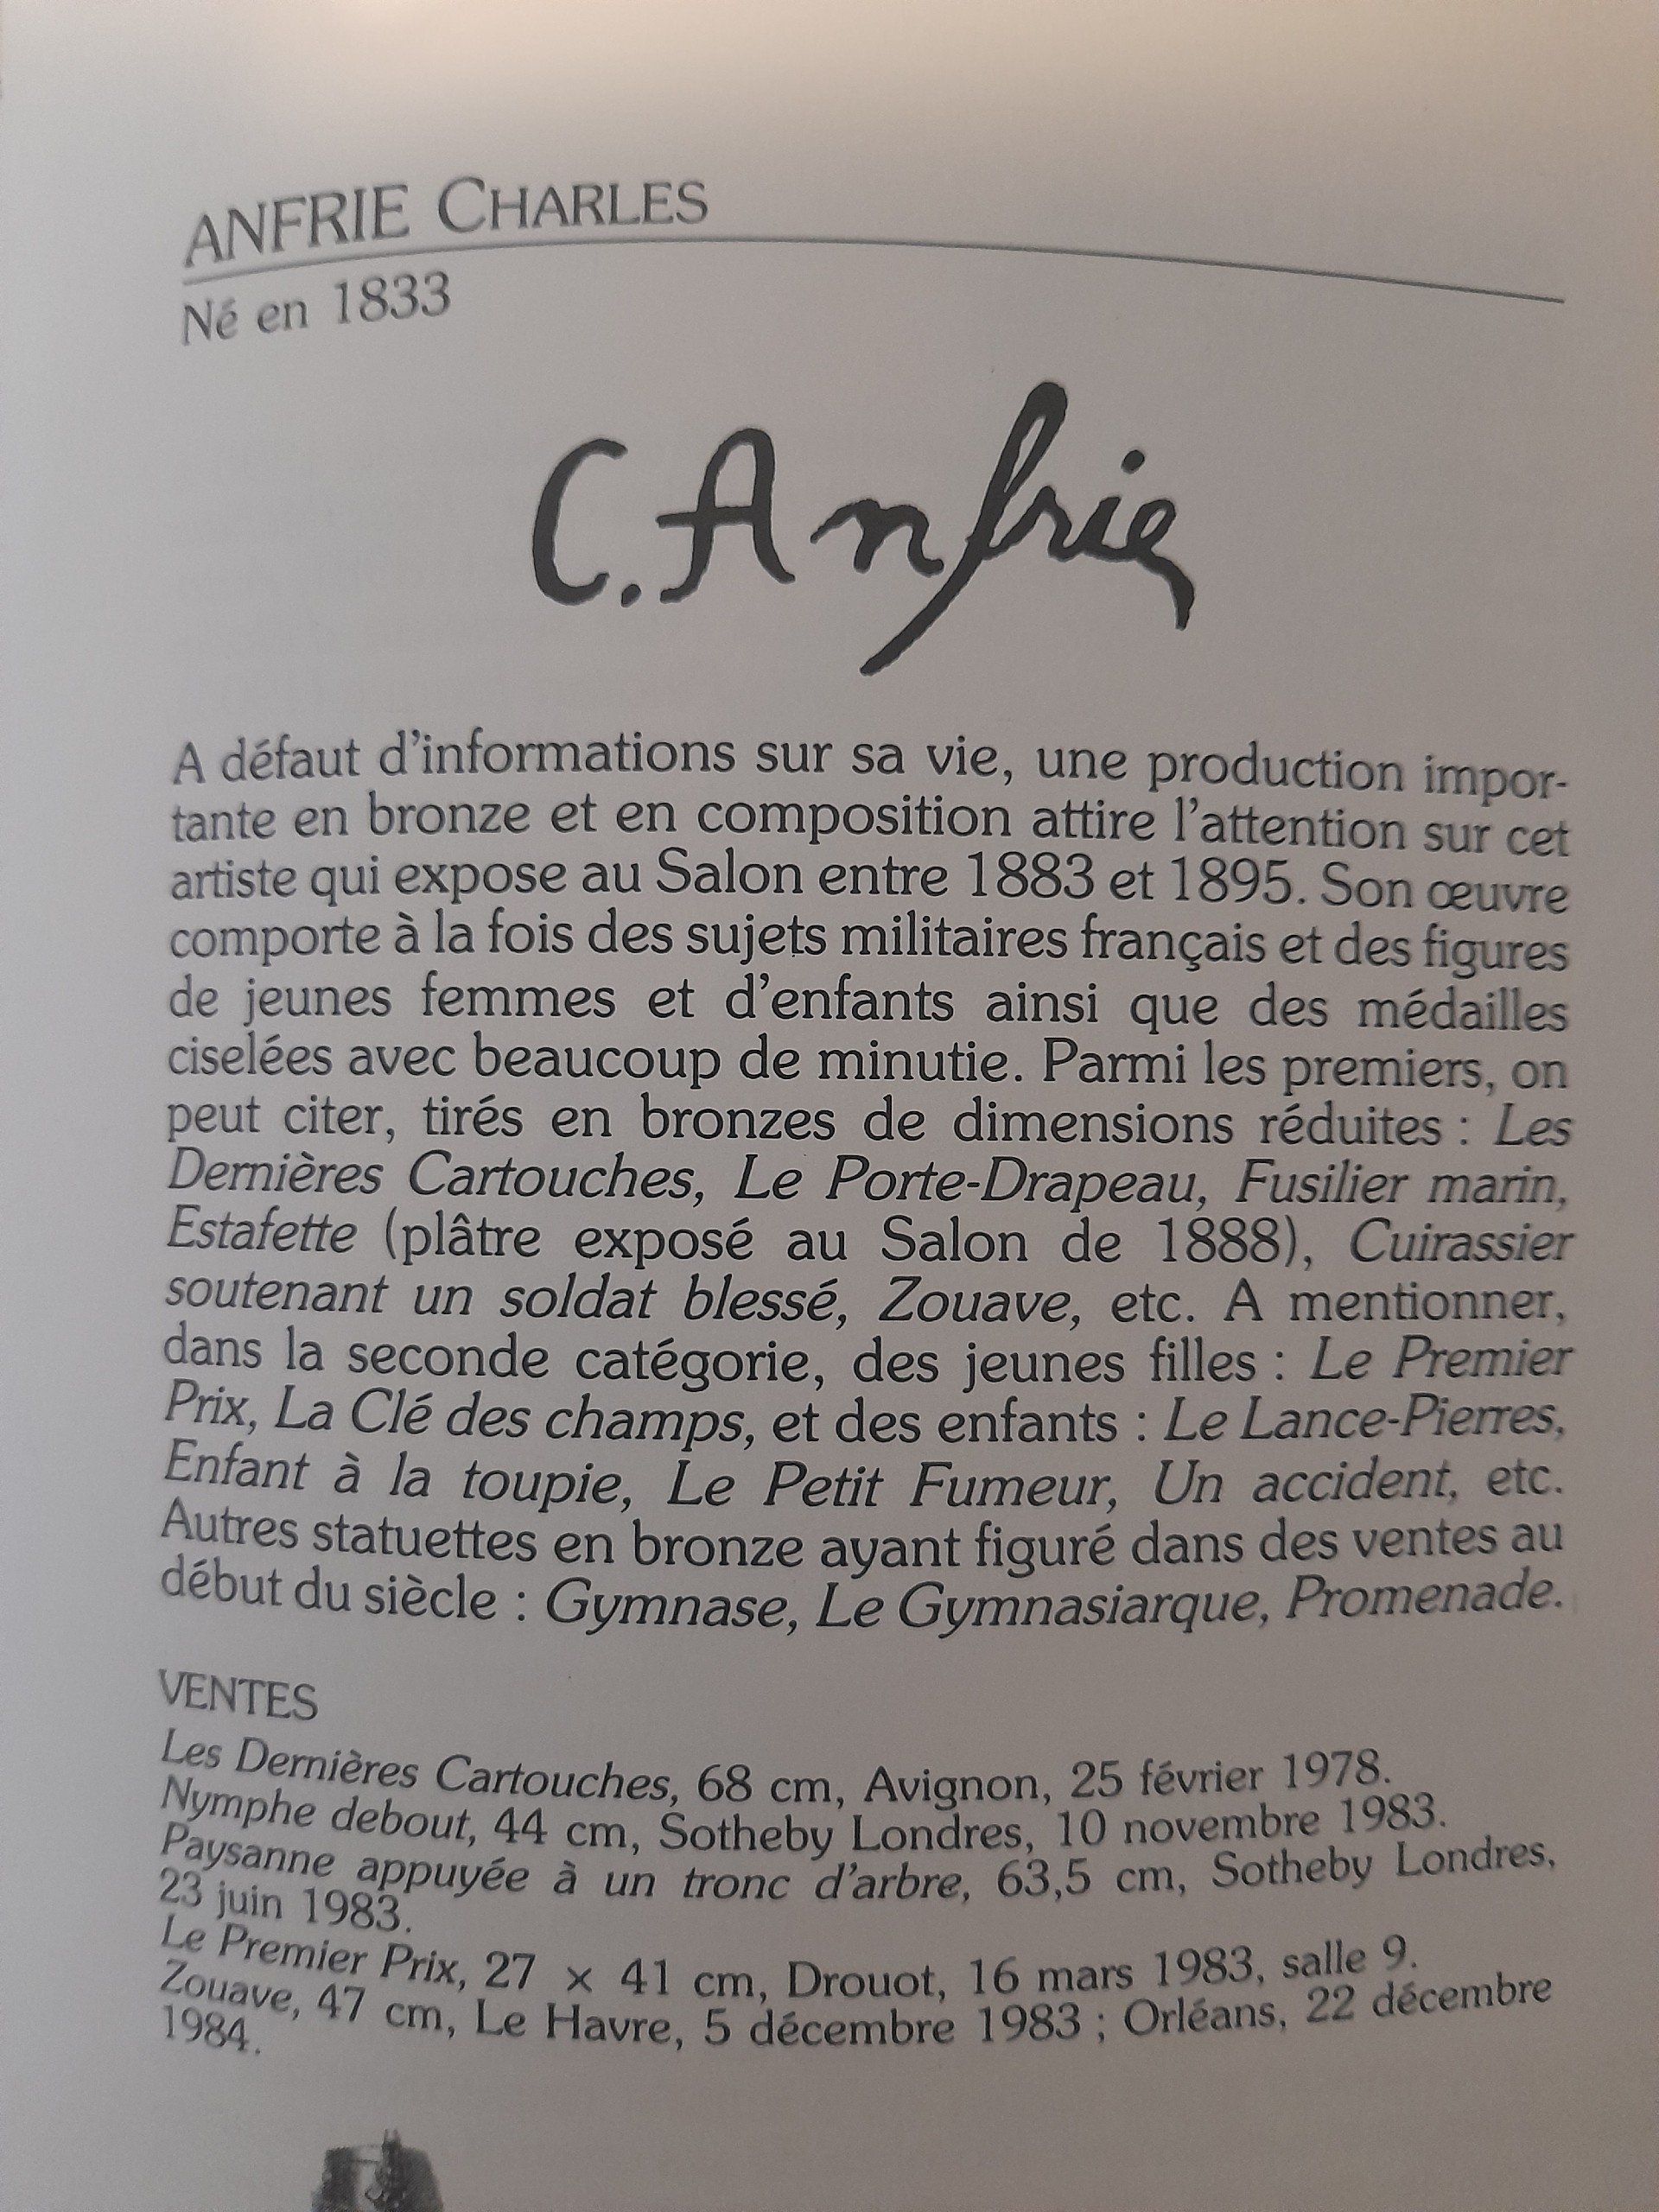 ANFRIE CHARLES
Né en 1833
C. Anfrie
A défaut d'informations sur sa vie, une production impor-
tante en bronze et en composition attire l'attention sur cet
artiste qui expose au Salon entre 1883 et 1895. Son œuvre
comporte à la fois des sujets militaires français et des figures
de jeunes femmes et d'enfants ainsi que des médailles
ciselées avec beaucoup de minutie. Parmi les premiers, on
peut citer, tirés en bronzes de dimensions réduites : Les
Dernières Cartouches, Le Porte-Drapeau, Fusilier marin,
Estafette (plâtre exposé au Salon de 1888), Cuirassier
soutenant un soldat blessé, Zouave, etc. A mentionner,
dans la seconde catégorie, des jeunes filles : Le Premier
Prix, La Clé des champs, et des enfants : Le Lance-Pierres,
Enfant à la toupie, Le Petit Fumeur, Un accident, etc.
Autres statuettes en bronze ayant figuré dans des ventes au
début du siècle : Gymnase, Le Gymnasiarque, Promenade.
VENTES
Les Dernières Cartouches, 68 cm, Avignon, 25 février 1978.
Nymphe debout, 44 cm, Sotheby Londres, 10 novembre 1983.
Paysanne appuyée à un tronc d'arbre, 63,5 cm, Sotheby Londres,
23 juin 1983.
Le Premier Prix, 27 × 41 cm, Drouot, 16 mars 1983, salle 9.
Zouave, 47 cm, Le Havre, 5 décembre 1983 ; Orléans, 22 décembre
1984.